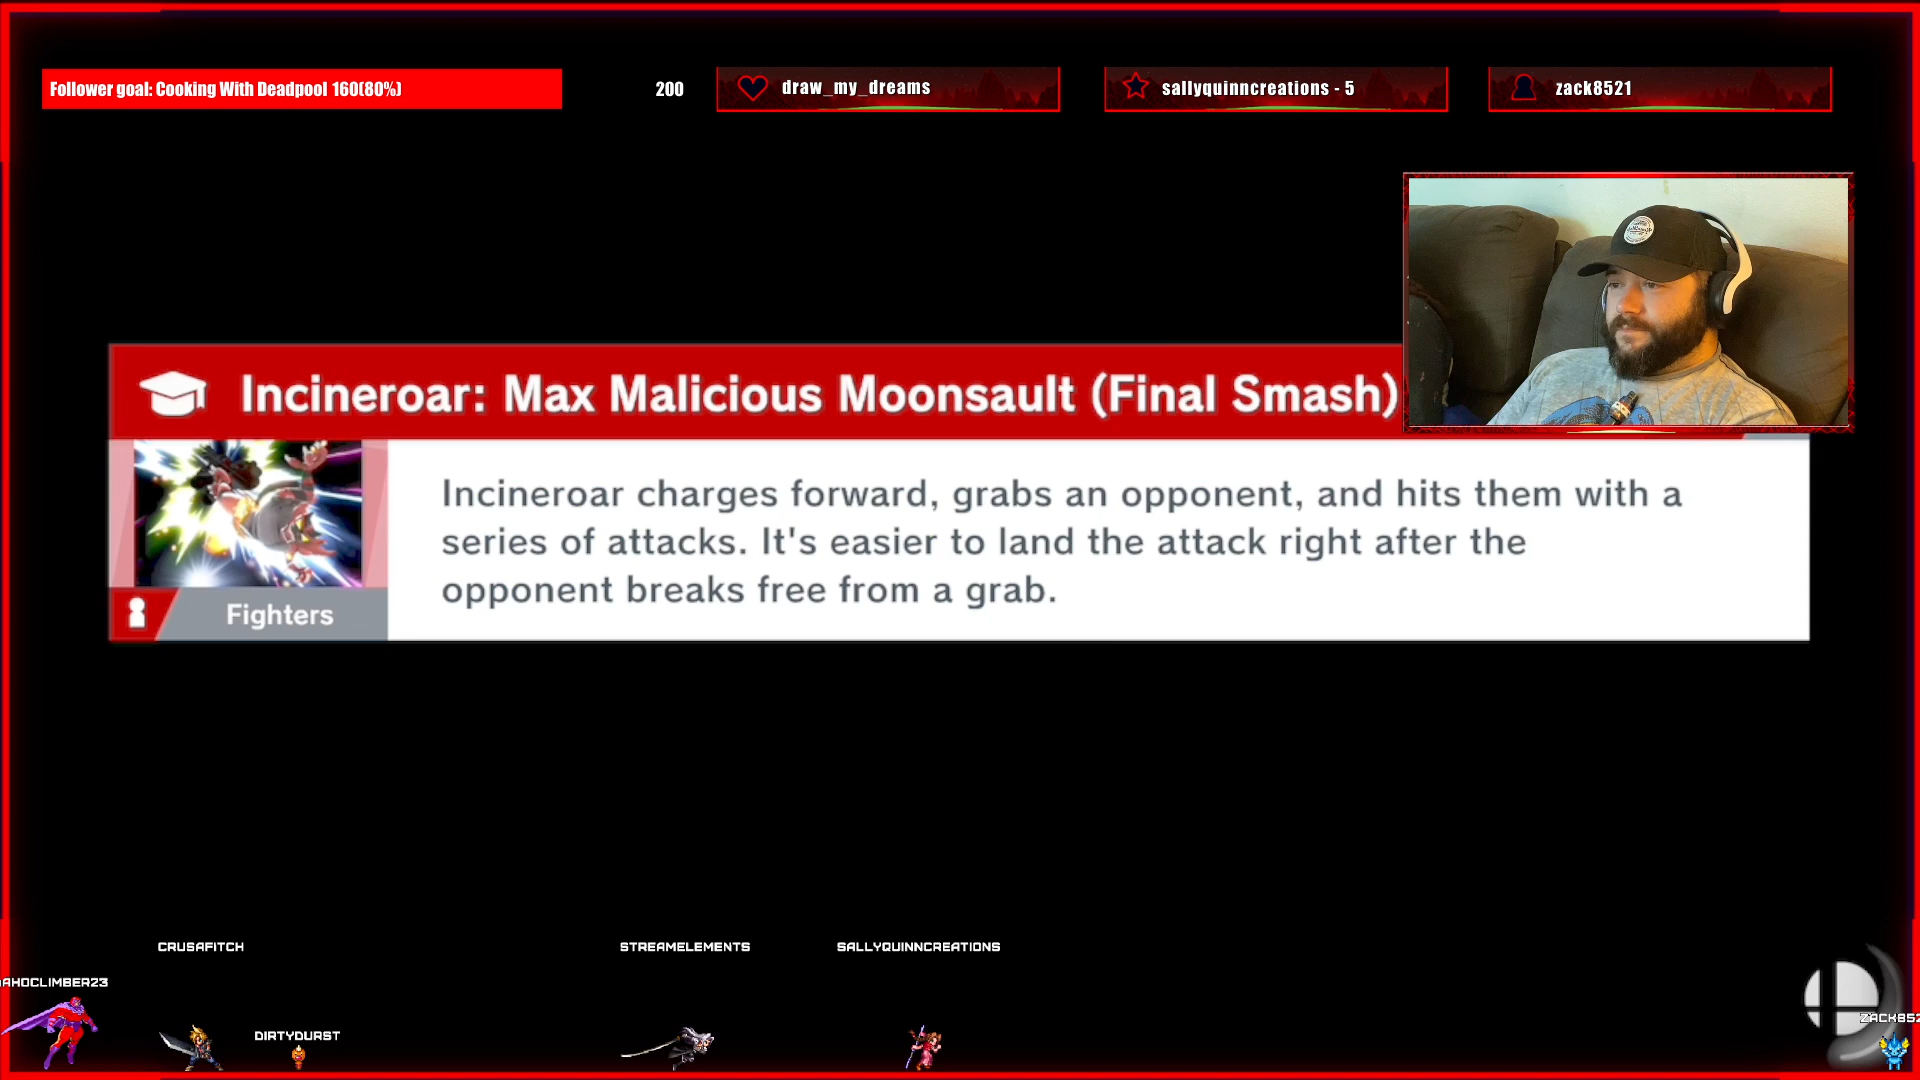 Follower goal: Cooking With Deadpool 160(80%)
200
draw_my_dreams
sallyquinncreations - 5
zack8521
Incineroar: Max Malicious Moonsault (Final Smash)
Incineroar charges forward, grabs an opponent, and hits them with a
series of attacks. It's easier to land the attack right after the
opponent breaks free from a grab.
Fighters
CRUSAFITCH
STREAMELEMENTS
SALLYQUINNCREATIONS
AHOCLIMBER23
DIRTYDURST
ZACK852